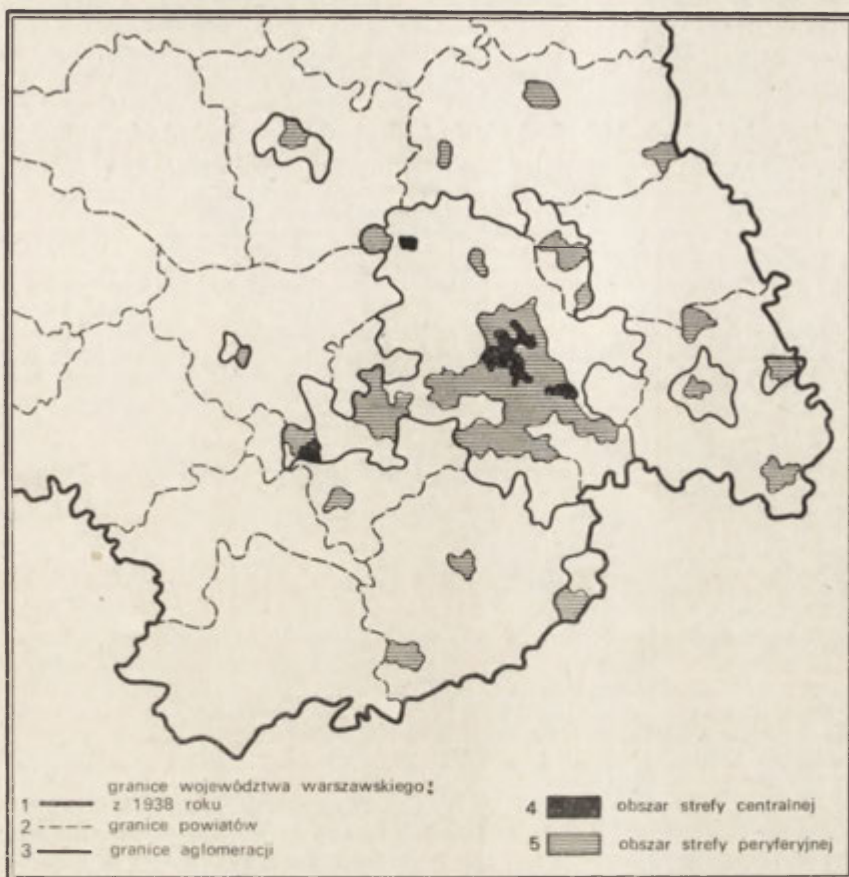 granice województwa warszawskiego:
1 z 1938 roku
2 granice powiatów
3 granice aglomeracji
4 obszar strefy centralnej
5 obszar strefy peryferyjnej